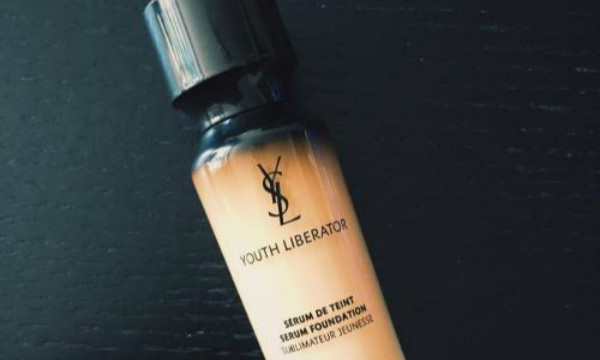 YSL
YOUTH LIBERATOR
SÉRUM DE TEINT
SERUM FOUNDATION
SUBLIMATEUR JEUNESSE